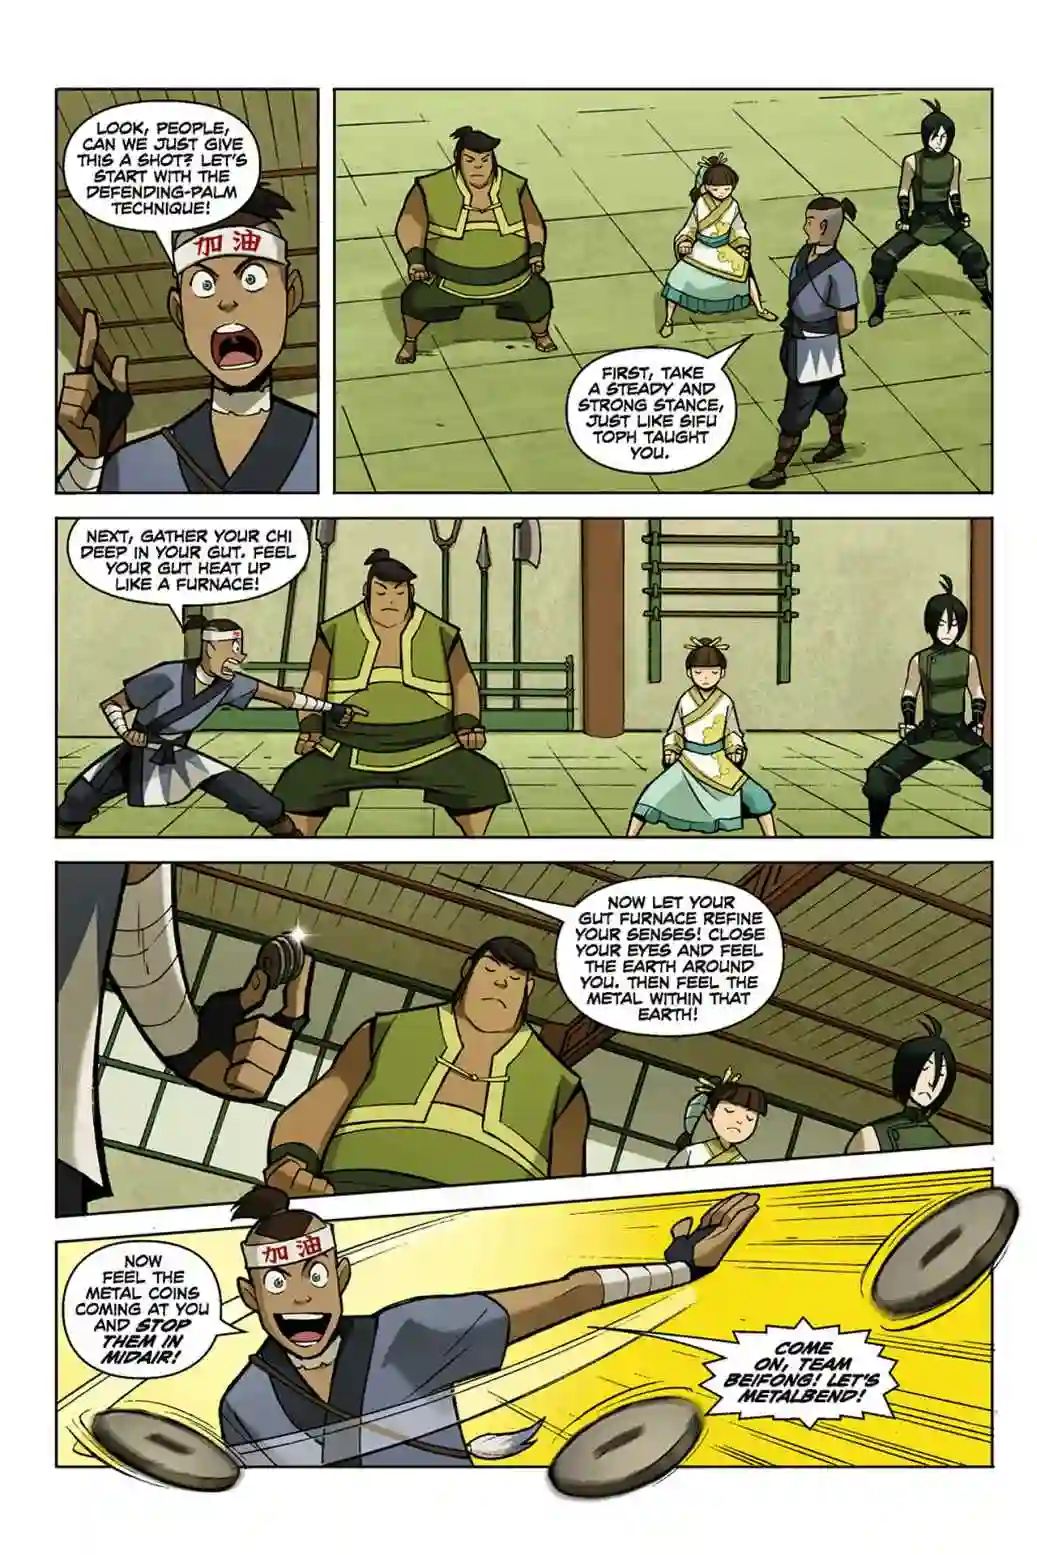 LOOK, PEOPLE,
CAN WE JUST GIVE
THIS A SHOT? LET'S
START WITH THE
DEFENDING-PALM
TECHNIQUE!
加油
FIRST, TAKE
A STEADY AND
STRONG STANCE,
JUST LIKE SIFU
TOPH TAUGHT
YOU.
NEXT, GATHER YOUR CHI
DEEP IN YOUR GUT. FEEL
YOUR GUT HEAT UP
LIKE A FURNACE!
NOW LET YOUR
GUT FURNACE REFINE
YOUR SENSES! CLOSE
YOUR EYES AND FEEL
THE EARTH AROUND
YOU. THEN FEEL THE
METAL WITHIN THAT
EARTH!
加油
NOW
FEEL THE
METAL COINS
COMING AT YOU
AND STOP
THEM IN
MIDAIR!
COME
ON, TEAM
BEIFONG! LET'S
METALBEND!